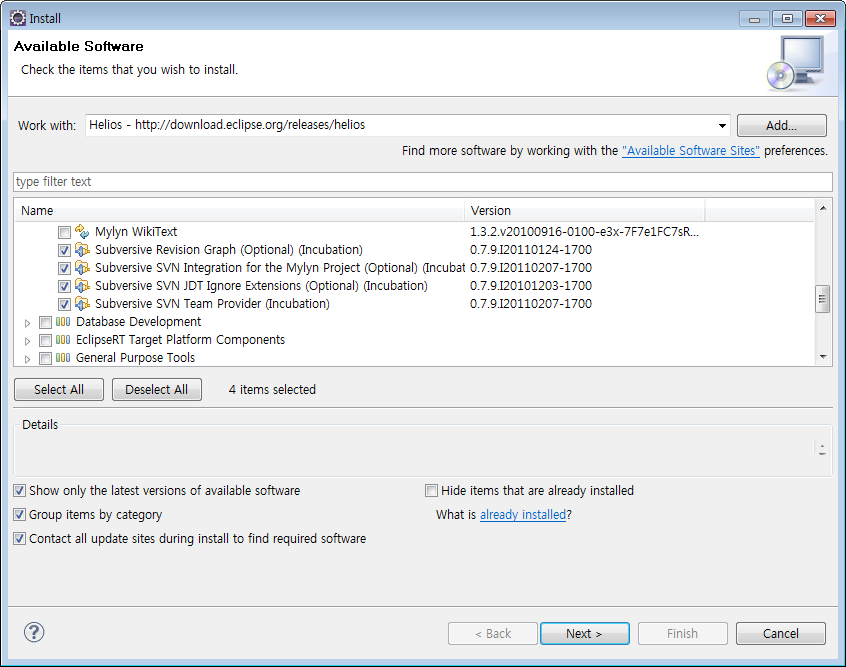 Install
Available Software
Check the items that you wish to install.
Work with: Helios - http://download.eclipse.org/releases/helios Add...
Find more software by working with the "Available Software Sites" preferences.
type filter text
Name Version
Mylyn WikiText 1.3.2.v20100916-0100-e3x-7F7e1FC7sR...
Subversive Revision Graph (Optional) (Incubation) 0.7.9.I20110124-1700
Subversive SVN Integration for the Mylyn Project (Optional) (Incubat 0.7.9.I20110207-1700
Subversive SVN JDT Ignore Extensions (Optional) (Incubation) 0.7.9.I20101203-1700
Subversive SVN Team Provider (Incubation) 0.7.9.I20110207-1700
Database Development
EclipseRT Target Platform Components
General Purpose Tools
Select All Deselect All 4 items selected
Details
Show only the latest versions of available software Hide items that are already installed
Group items by category What is already installed?
Contact all update sites during install to find required software
? < Back Next > Finish Cancel